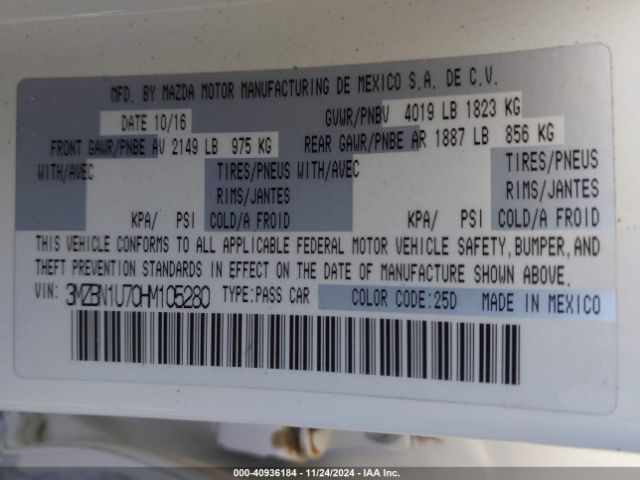 MFD. BY MAZDA MOTOR MANUFACTURING DE MEXICO S.A. DE C.V.
DATE 10/16 GVWR/PNBV 4019 LB 1823 KG
FRONT GAWR/PNBE AV 2149 LB 975 KG REAR GAWR/PNBE AR 1887 LB 856 KG
WITH/AVEC TIRES/PNEUS WITH/AVEC TIRES/PNEUS
RIMS/JANTES RIMS/JANTES
KPA/ PSI COLD/A FROID KPA/ PSI COLD/A FROID
THIS VEHICLE CONFORMS TO ALL APPLICABLE FEDERAL MOTOR VEHICLE SAFETY, BUMPER, AND
THEFT PREVENTION STANDARDS IN EFFECT ON THE DATE OF MANUFACTURE SHOWN ABOVE.
VIN: 3MZBN1U70HM105280 TYPE:PASS CAR COLOR CODE:25D MADE IN MEXICO
000-40936184 - 11/24/2024 - IAA Inc.